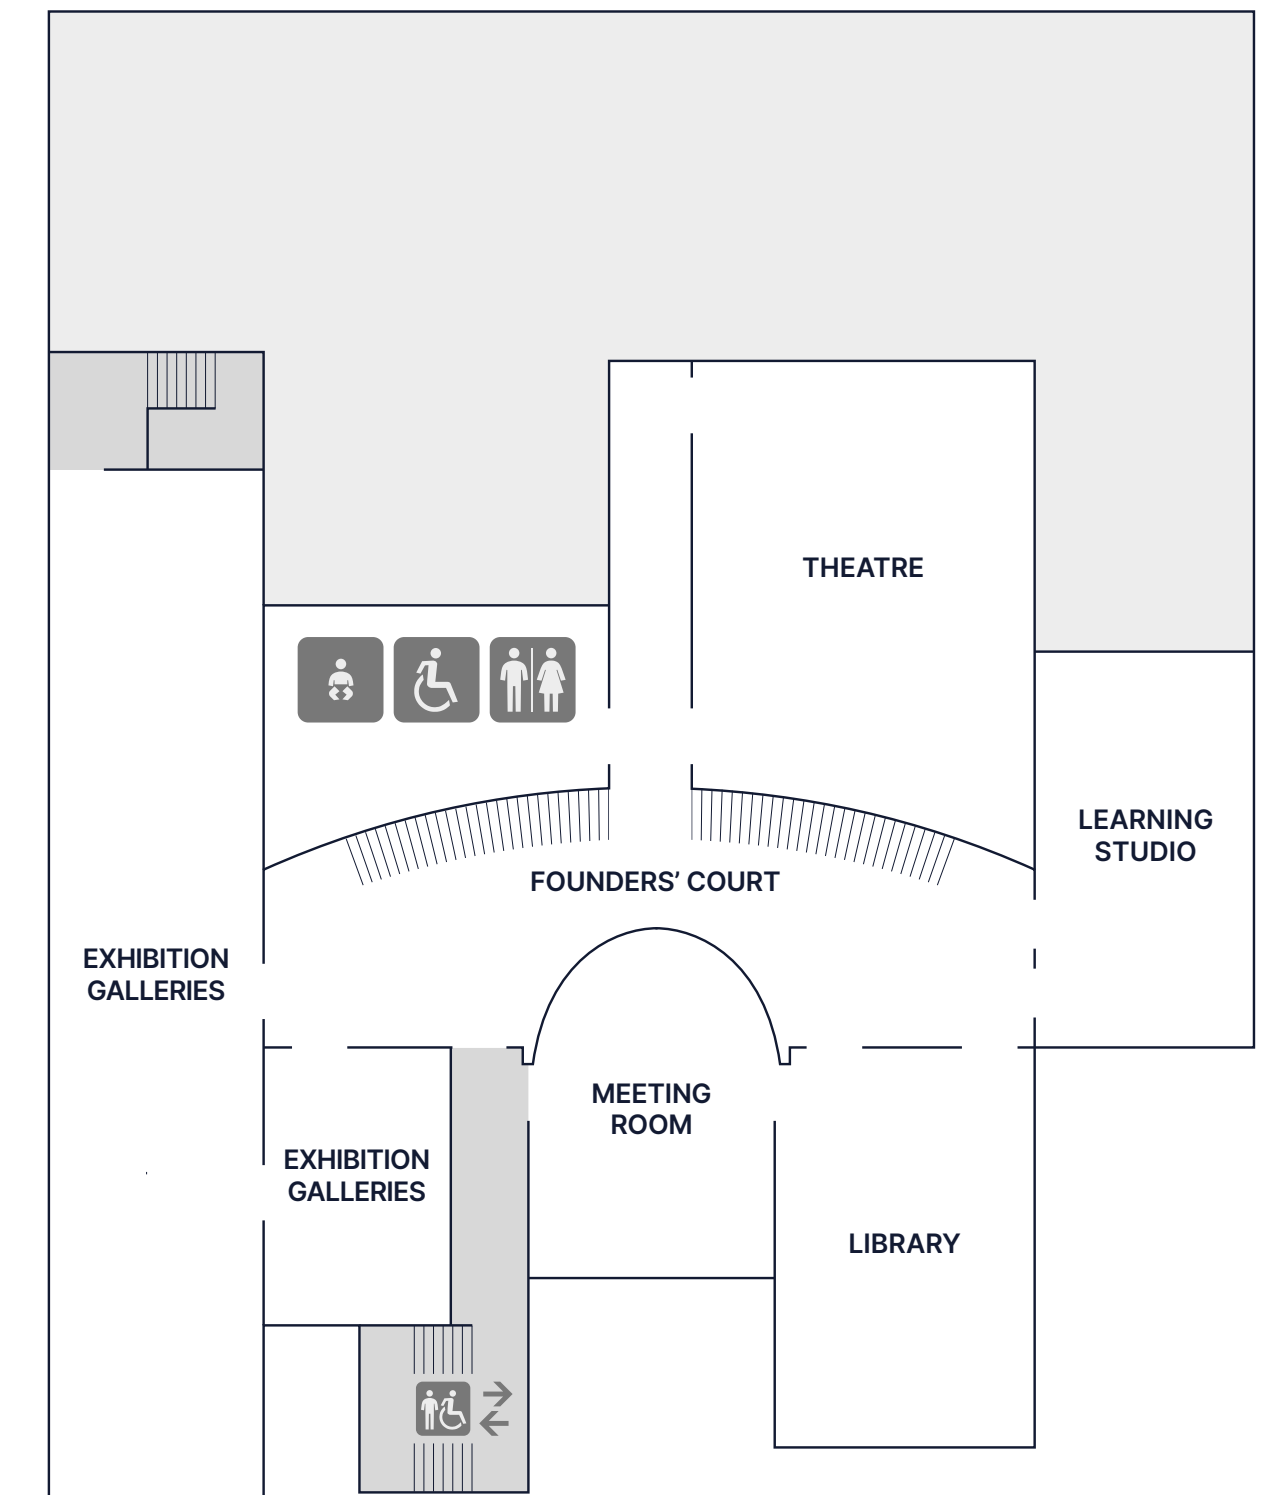 THEATRE
LEARNING
STUDIO
FOUNDERS’ COURT
EXHIBITION
GALLERIES
MEETING
ROOM
EXHIBITION
GALLERIES
LIBRARY